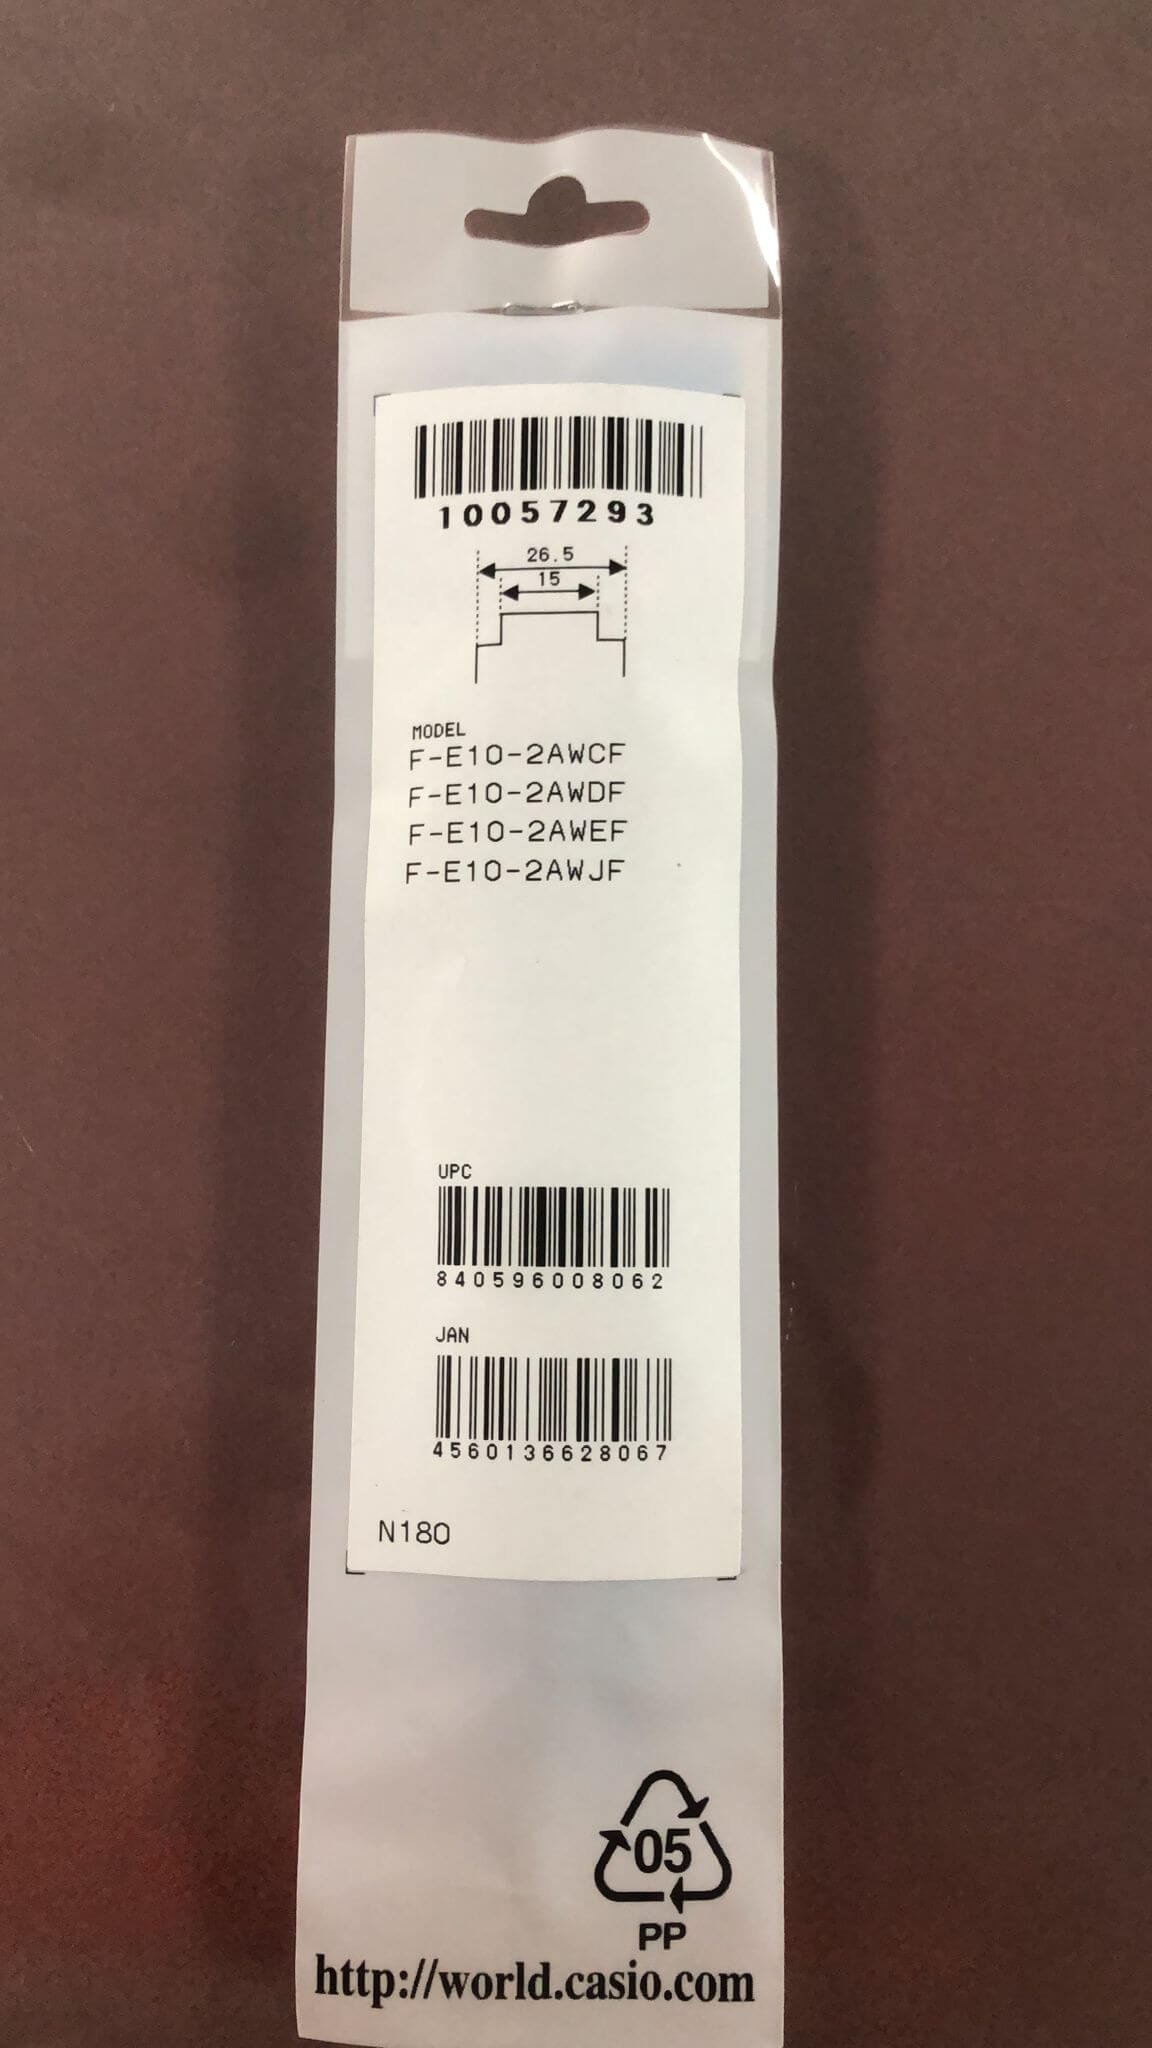 10057293
26.5
15
MODEL
F-E10-2AWCF
F-E10-2AWDF
F-E10-2AWEF
F-E10-2AWJF
UPC
840596008062
JAN
4560136628067
N180
05
PP
http://world.casio.com